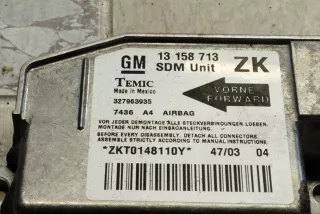 GM 13 158 713 ZK
SDM Unit
TEMIC
Made in Mexico
327963935
VORNE
FORWARD
7436 A4 AIRBAG
VOR JEDER DEMONTAGE ALLE STECKVERBINDUNGEN LOESEN.
MONTAGE NUR NACH EINBAUANLEITUNG.
BEFORE EVERY DISASSEMBLY, DISCONNECT ALL CONNECTORS.
ASSEMBLE STRICTLY ACCORDING TO MANUAL INSTRUCTIONS.
*ZKT0148110Y* 47/03 04